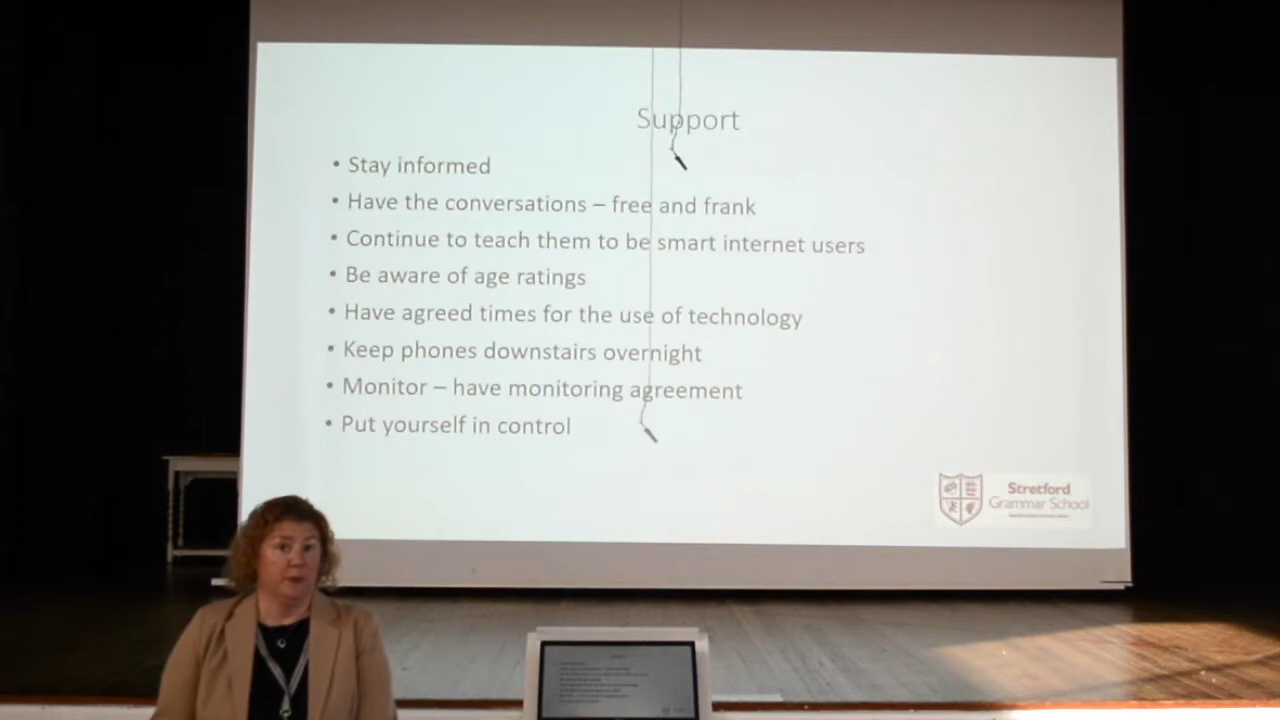 Support
• Stay informed
• Have the conversations – free and frank
• Continue to teach them to be smart internet users
• Be aware of age ratings
• Have agreed times for the use of technology
• Keep phones downstairs overnight
• Monitor – have monitoring agreement
• Put yourself in control
Stretford
Grammar School